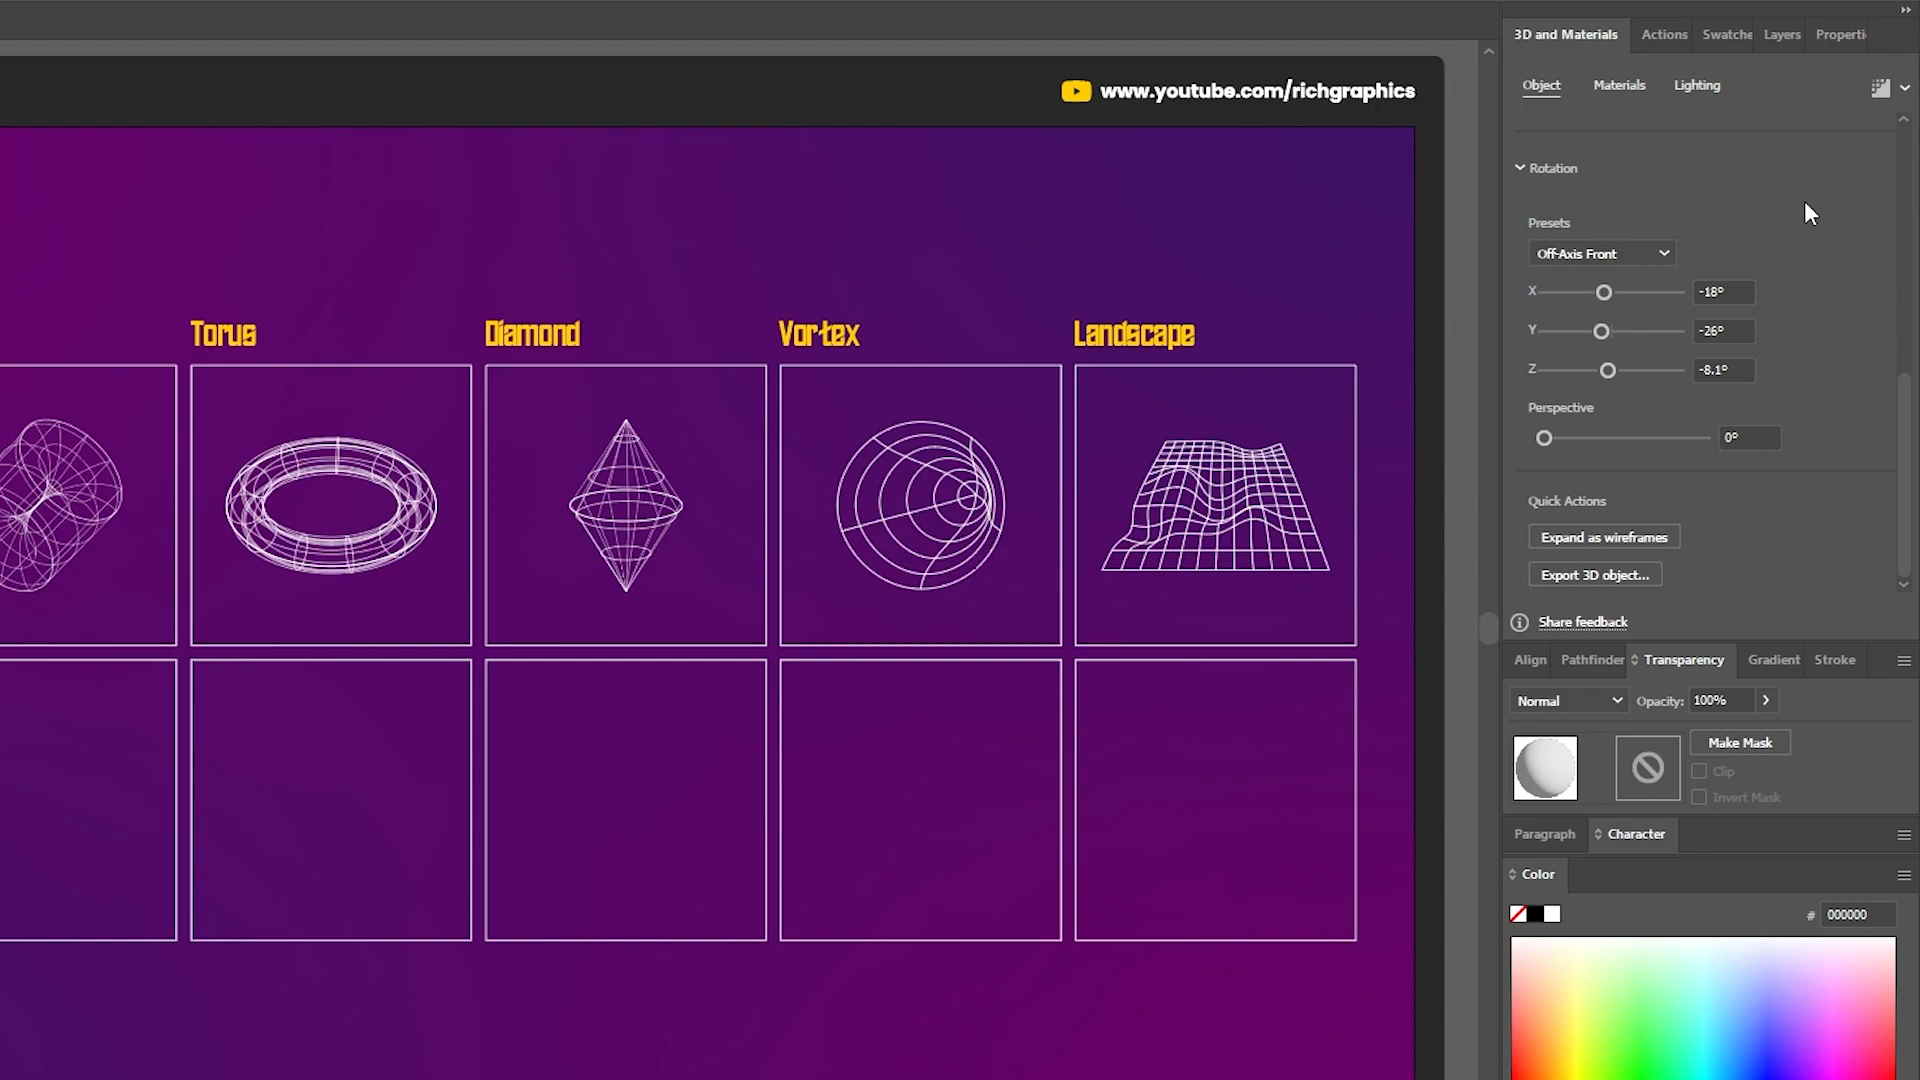 www.youtube.com/richgraphics
Torus
Diamond
Vortex
Landscape
3D and Materials
Actions
Swatche
Layers
Properti
Object
Materials
Lighting
Rotation
Presets
Off-Axis Front
X
-18°
Y
-26°
Z
-8.1°
Perspective
0°
Quick Actions
Expand as wireframes
Export 3D object...
Share feedback
Align
Pathfinder
Transparency
Gradient
Stroke
Normal
Opacity:
100%
Make Mask
Clip
Invert Mask
Paragraph
Character
Color
# 000000